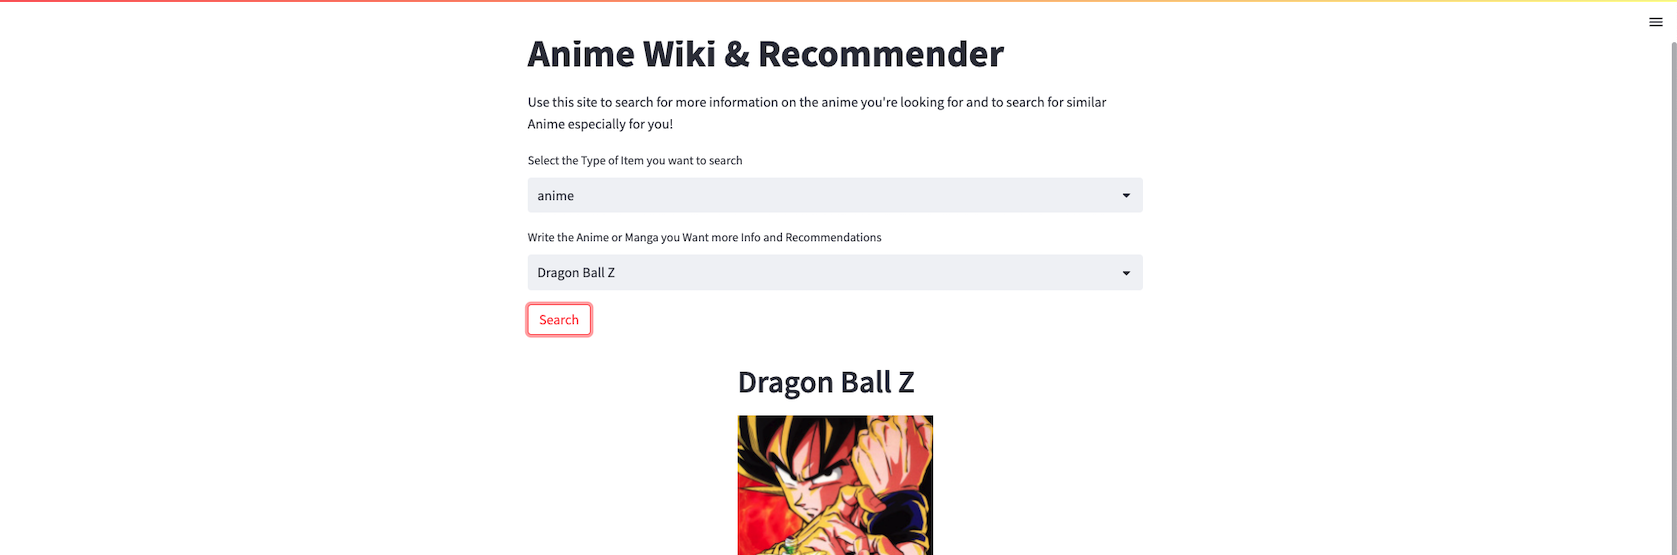 Anime Wiki & Recommender
Use this site to search for more information on the anime you're looking for and to search for similar
Anime especially for you!
Select the Type of Item you want to search
anime
Write the Anime or Manga you Want more Info and Recommendations
Dragon Ball Z
Search
Dragon Ball Z